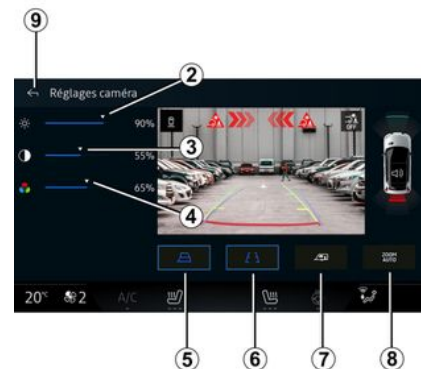 9
2
Réglages caméra
90%
A
OFF
3
55%
65%
4
ZOOM
AUTO
20°C 2 A/C
5 6 7 8